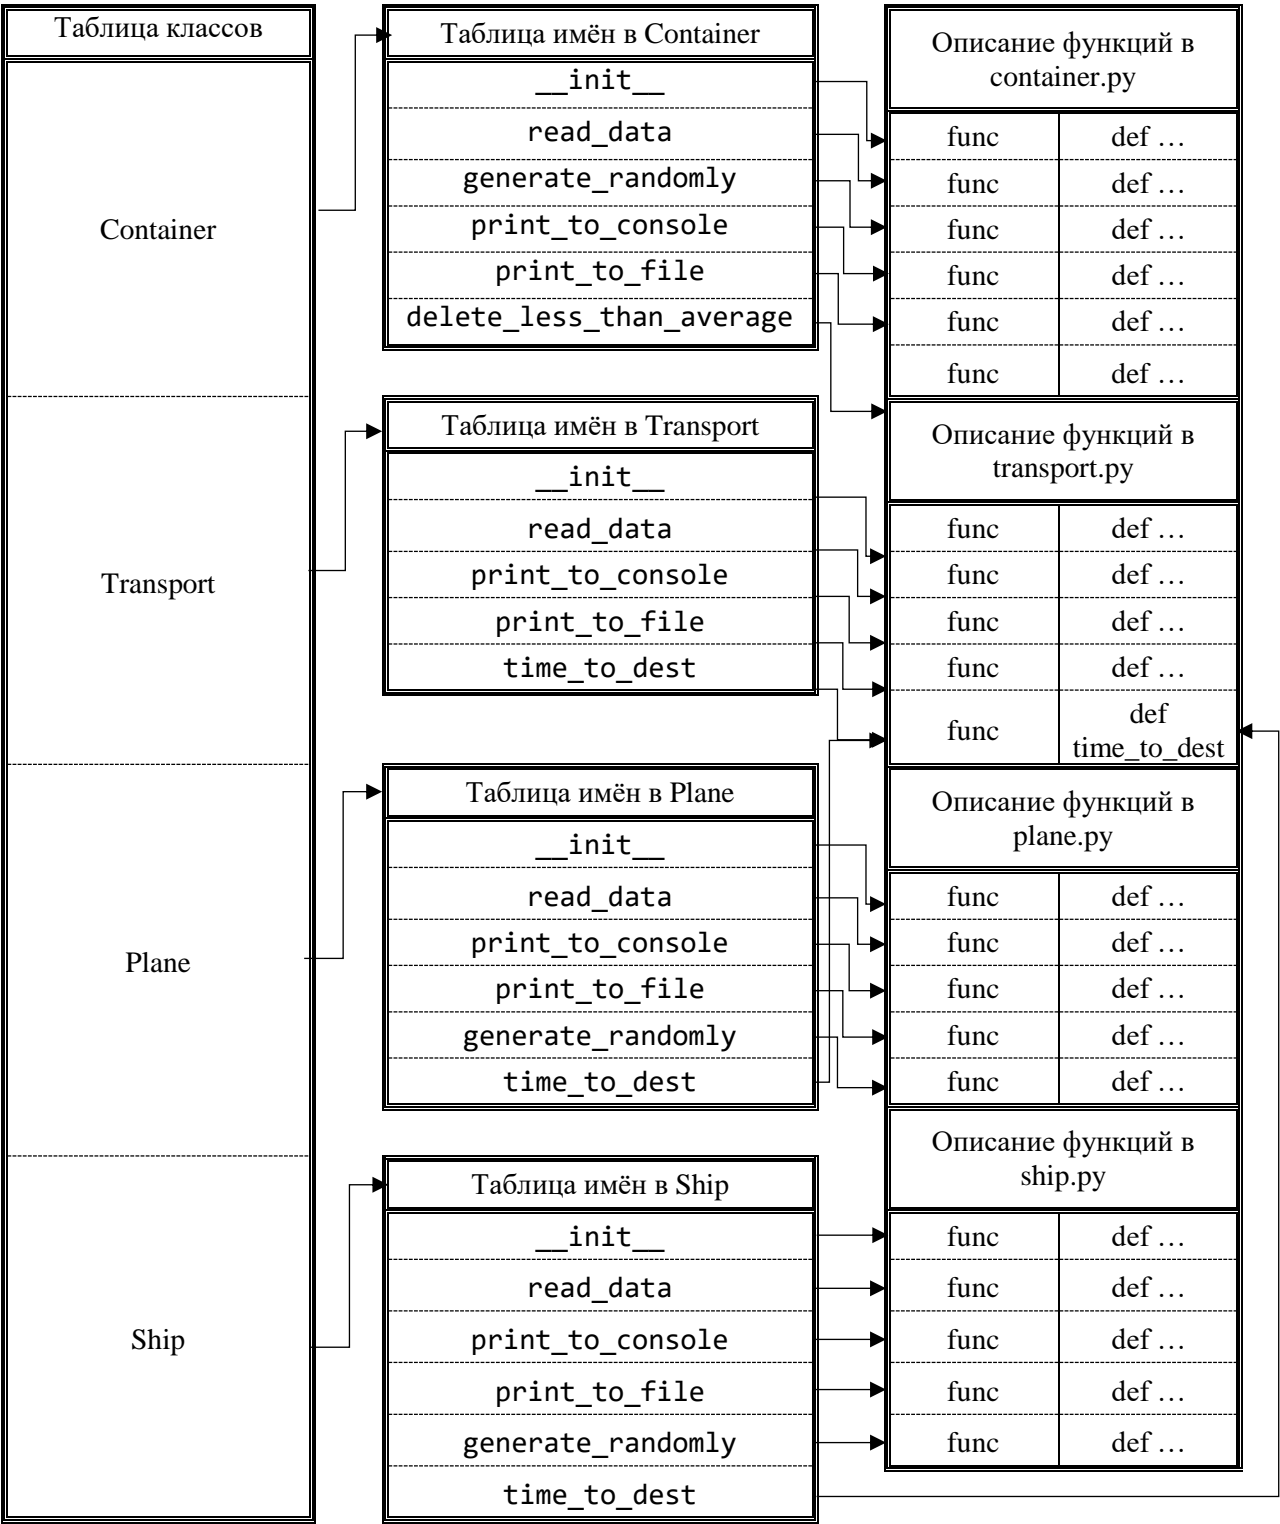 Таблица классов
Container
Transport
Plane
Ship
Таблица имён в Container
__init__
read_data
generate_randomly
print_to_console
print_to_file
delete_less_than_average
Таблица имён в Transport
__init__
read_data
print_to_console
print_to_file
time_to_dest
Таблица имён в Plane
__init__
read_data
print_to_console
print_to_file
generate_randomly
time_to_dest
Таблица имён в Ship
__init__
read_data
print_to_console
print_to_file
generate_randomly
time_to_dest
Описание функций в
container.py
func def …
func def …
func def …
func def …
func def …
func def …
Описание функций в
transport.py
func def …
func def …
func def …
func def …
func def
time_to_dest
Описание функций в
plane.py
func def …
func def …
func def …
func def …
func def …
Описание функций в
ship.py
func def …
func def …
func def …
func def …
func def …